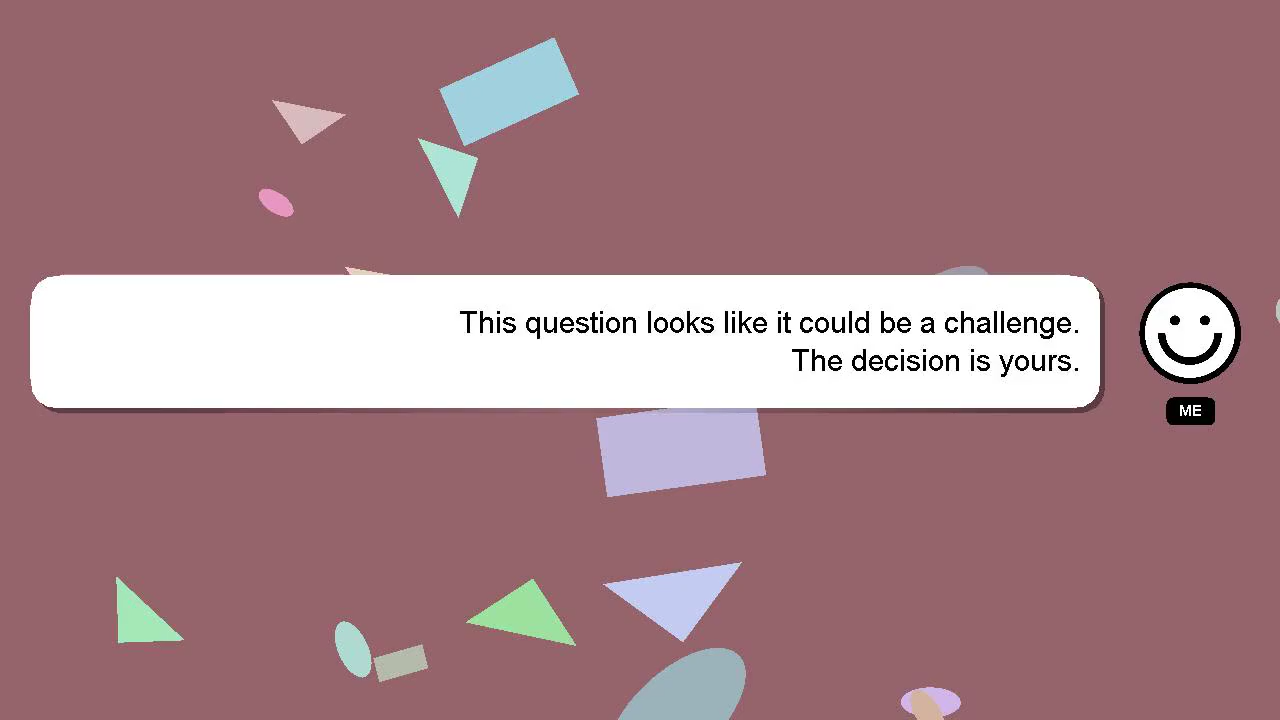 This question looks like it could be a challenge.
The decision is yours.
ME